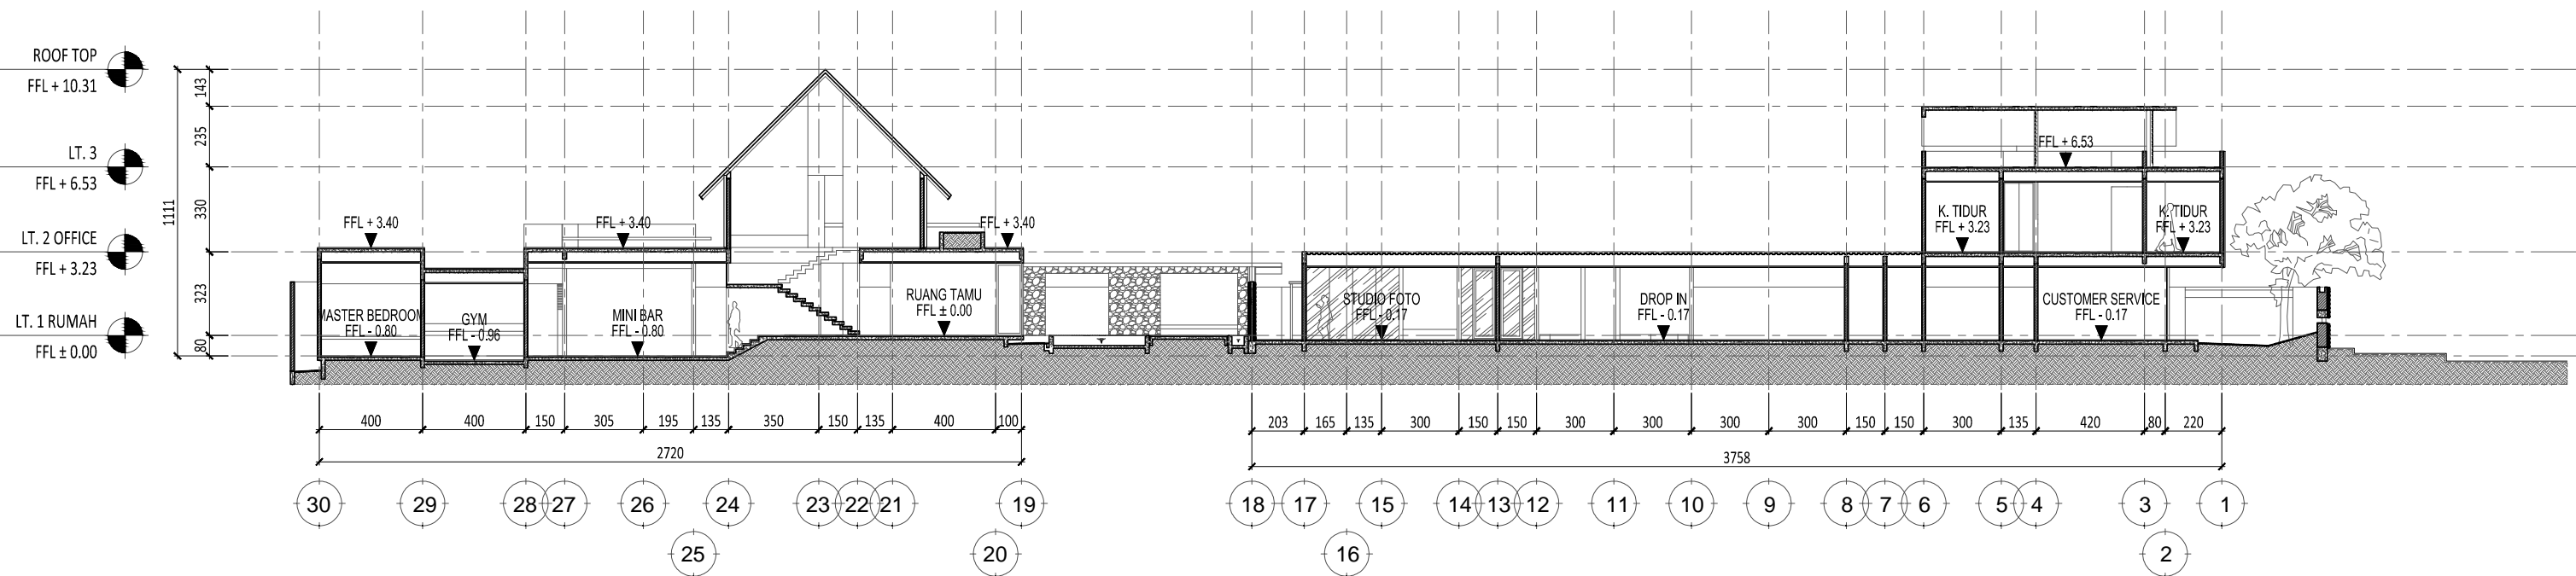 ROOF TOP
FFL + 10.31
LT. 3
FFL + 6.53
LT. 2 OFFICE
FFL + 3.23
LT. 1 RUMAH
FFL ± 0.00
1111
143
235
330
323
80
FFL + 3.40
FFL + 3.40
FFL + 3.40
MASTER BEDROOM
FFL - 0.80
GYM
FFL - 0.96
MINI BAR
FFL - 0.80
RUANG TAMU
FFL ± 0.00
STUDIO FOTO
FFL - 0.17
DROP IN
FFL - 0.17
FFL + 6.53
K. TIDUR
FFL + 3.23
K. TIDUR
FFL + 3.23
CUSTOMER SERVICE
FFL - 0.17
400 400 150 305 195 135 350 150 135 400 100
2720
203 165 135 300 150 150 300 300 300 300 150 150 300 135 420 80 220
3758
30 29 28 27 26 24 23 22 21 19 18 17 15 14 13 12 11 10 9 8 7 6 5 4 3 1
25 20 16 2